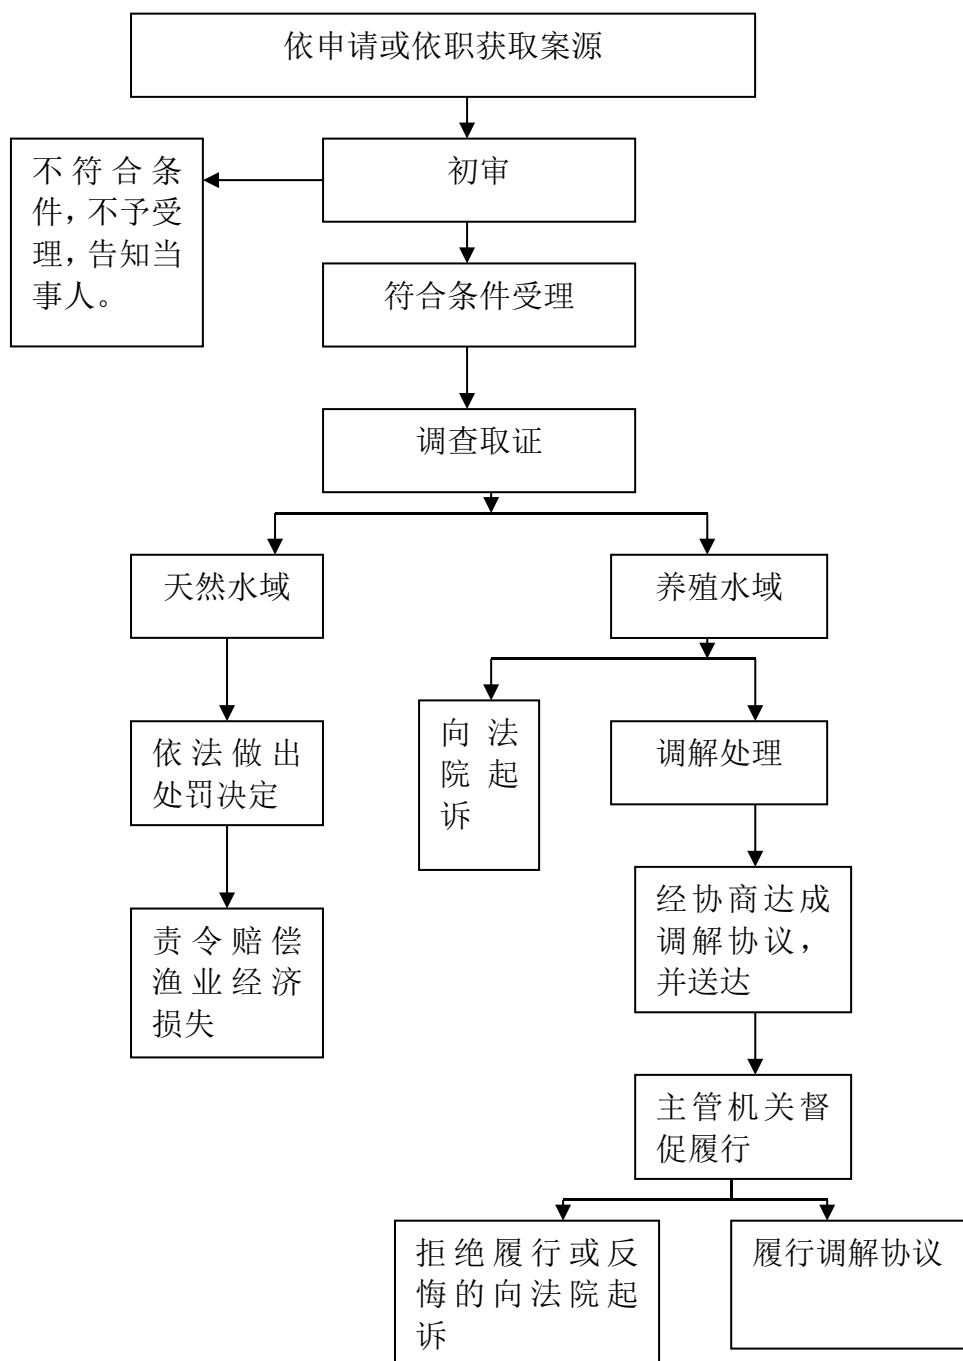 依申请或依职获取案源
初审
不符合条
件，不予受
理，告知当
事人。
符合条件受理
调查取证
天然水域
养殖水域
依法做出
处罚决定
向法
院起
诉
调解处理
责令赔偿
渔业经济
损失
经协商达成
调解协议，
并送达
主管机关督
促履行
拒绝履行或反
悔的向法院起
诉
履行调解协议